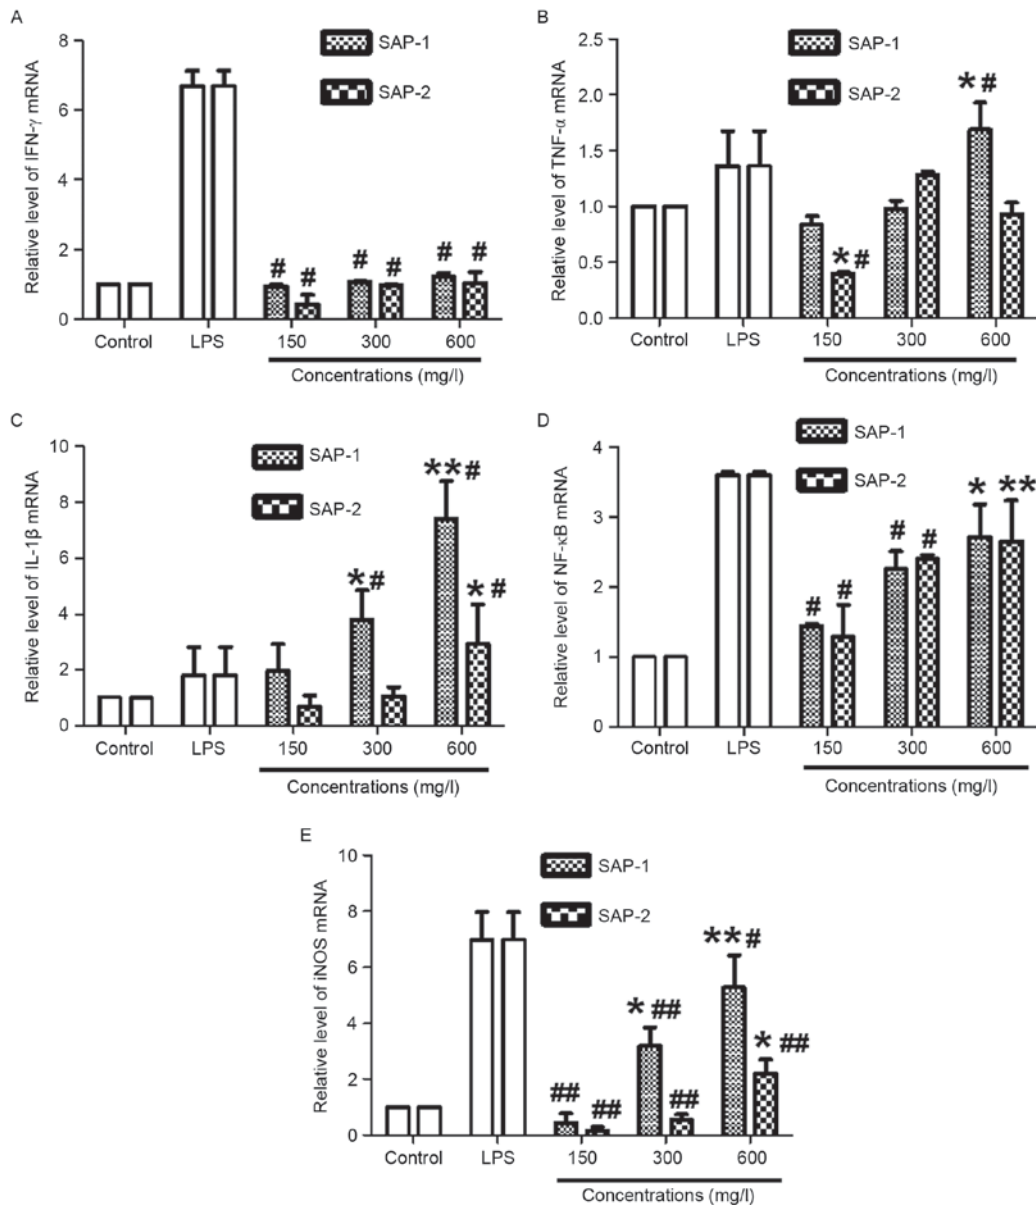 A
Relative level of IFN-γ mRNA
8
6
4
2
0
SAP-1
SAP-2
# # # # # #
Control LPS 150 300 600
Concentrations (mg/l)
B
Relative level of TNF-α mRNA
2.5
2.0
1.5
1.0
0.5
0.0
SAP-1
SAP-2
*# *#
Control LPS 150 300 600
Concentrations (mg/l)
C
Relative level of IL-1β mRNA
10
8
6
4
2
0
SAP-1
SAP-2
*# **# *#
Control LPS 150 300 600
Concentrations (mg/l)
D
Relative level of NF-κB mRNA
4
3
2
1
0
SAP-1
SAP-2
# # # # * **
Control LPS 150 300 600
Concentrations (mg/l)
E
Relative level of iNOS mRNA
10
8
6
4
2
0
SAP-1
SAP-2
## ## *## ## **# *##
Control LPS 150 300 600
Concentrations (mg/l)